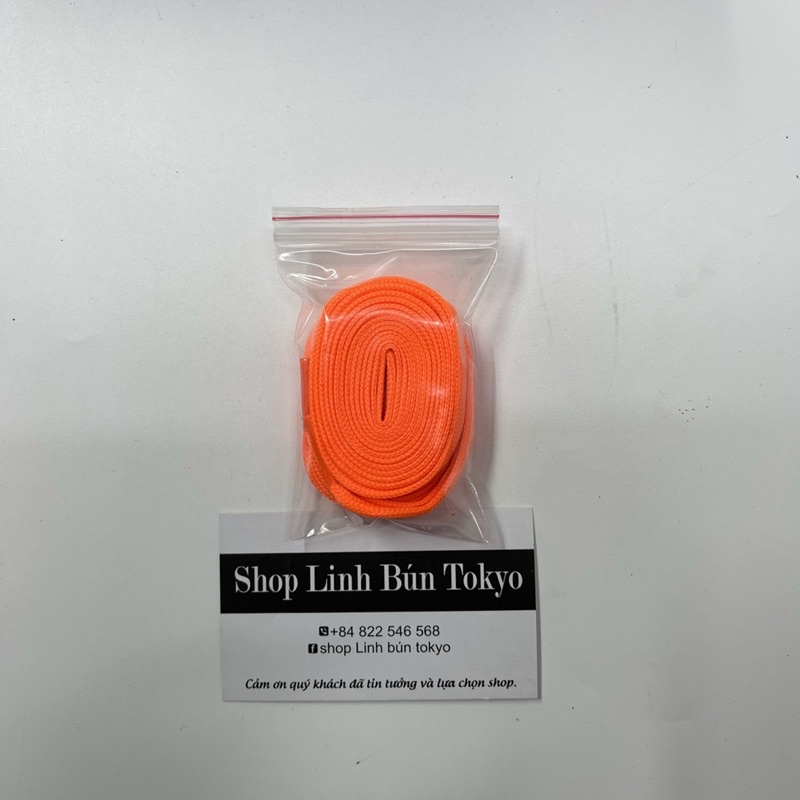 Shop Linh Bún Tokyo
+84 822 546 568
shop Linh bún tokyo
Cảm ơn quý khách đã tin tưởng và lựa chọn shop.